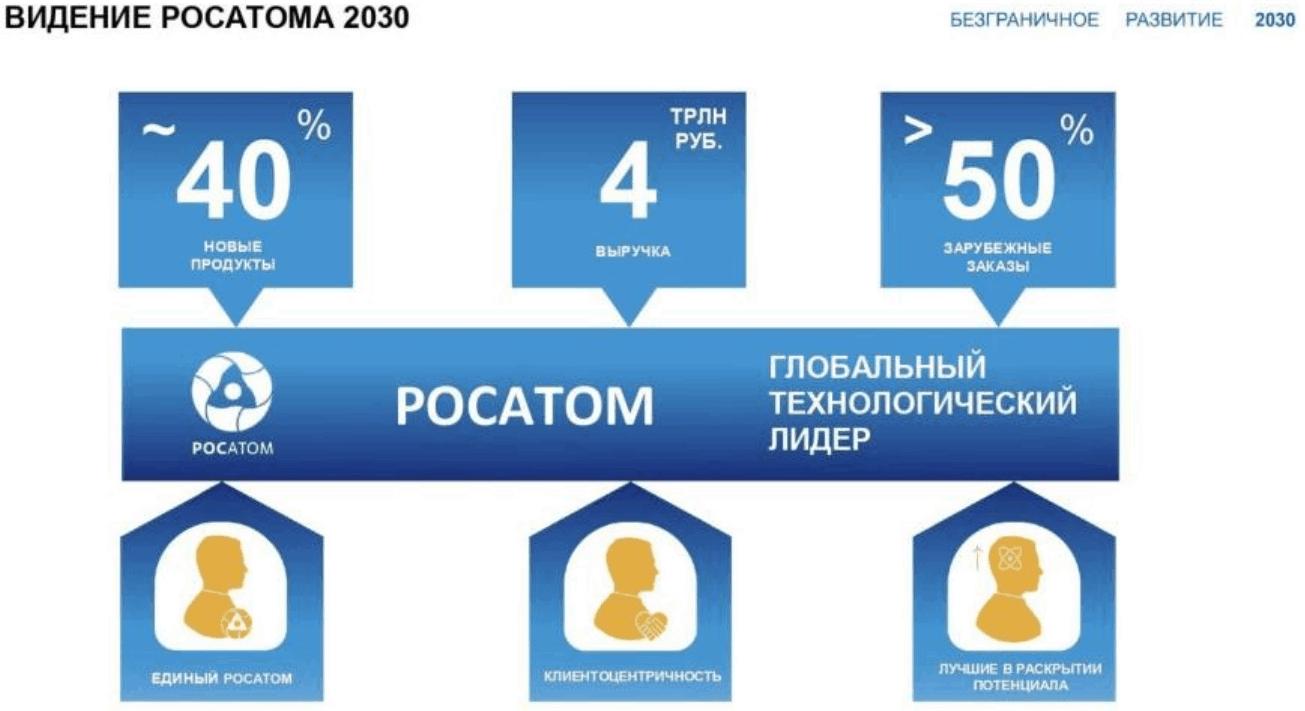 ВИДЕНИЕ РОСАТОМА 2030
БЕЗГРАНИЧНОЕ РАЗВИТИЕ 2030
~ 40 %
НОВЫЕ
ПРОДУКТЫ
4 ТРЛН
РУБ.
ВЫРУЧКА
> 50 %
ЗАРУБЕЖНЫЕ
ЗАКАЗЫ
РОСАТОМ
РОСАТОМ
ГЛОБАЛЬНЫЙ
ТЕХНОЛОГИЧЕСКИЙ
ЛИДЕР
ЕДИНЫЙ РОСАТОМ
КЛИЕНТОЦЕНТРИЧНОСТЬ
ЛУЧШИЕ В РАСКРЫТИИ
ПОТЕНЦИАЛА